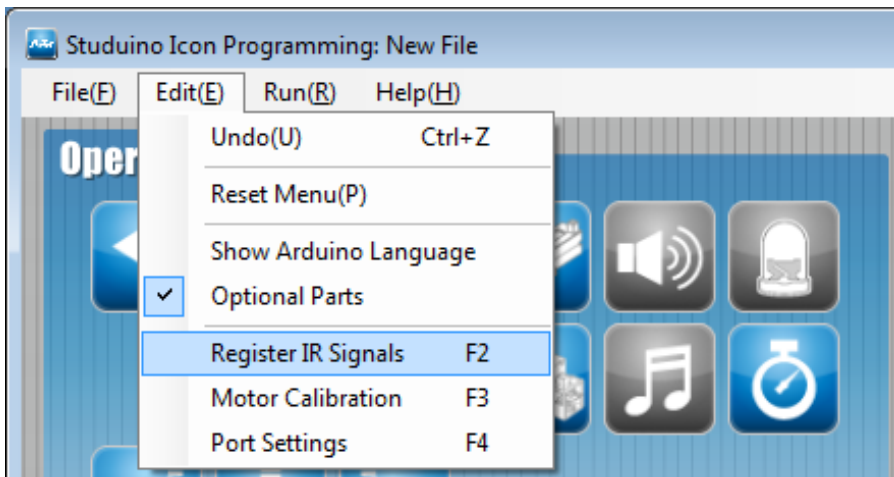 Studuino Icon Programming: New File
File(F) Edit(E) Run(R) Help(H)
Oper
Undo(U) Ctrl+Z
Reset Menu(P)
Show Arduino Language
Optional Parts
Register IR Signals F2
Motor Calibration F3
Port Settings F4